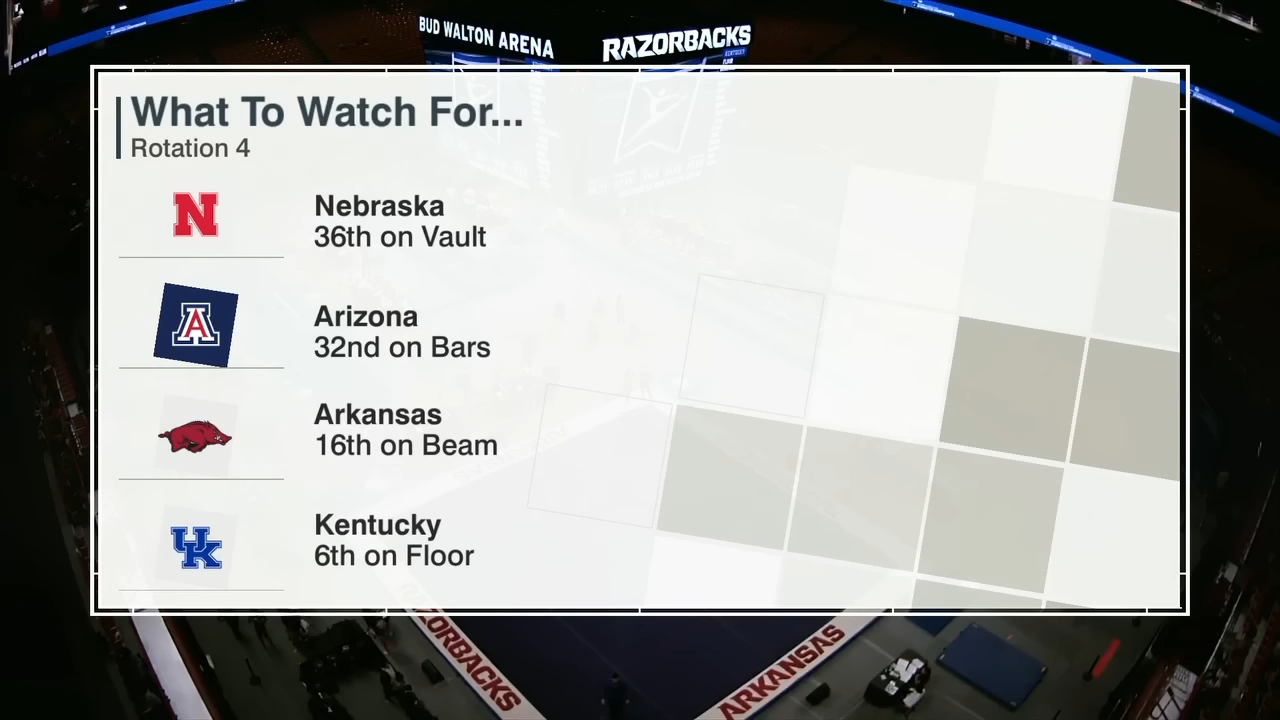 BUD WALTON ARENA
RAZORBACKS
What To Watch For...
Rotation 4
N
Nebraska
36th on Vault
A
Arizona
32nd on Bars
Arkansas
16th on Beam
UK
Kentucky
6th on Floor
ZORBACKS
ARKANSAS